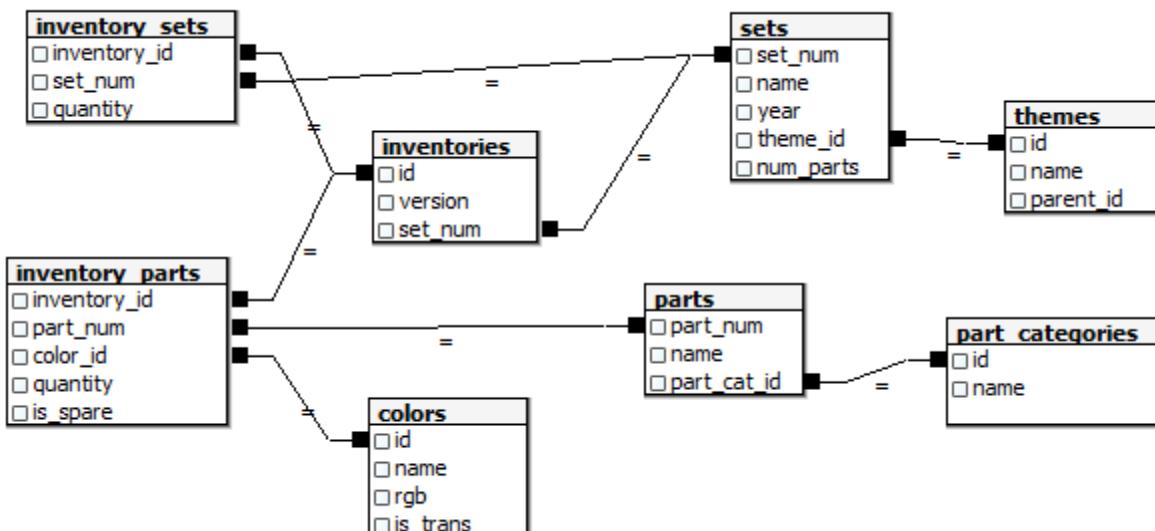 inventory_sets
inventory_id
set_num
quantity
sets
set_num
name
year
theme_id
num_parts
themes
id
name
parent_id
inventories
id
version
set_num
inventory_parts
inventory_id
part_num
color_id
quantity
is_spare
parts
part_num
name
part_cat_id
part_categories
id
name
colors
id
name
rgb
is_trans
=
=
=
=
=
=
=
=